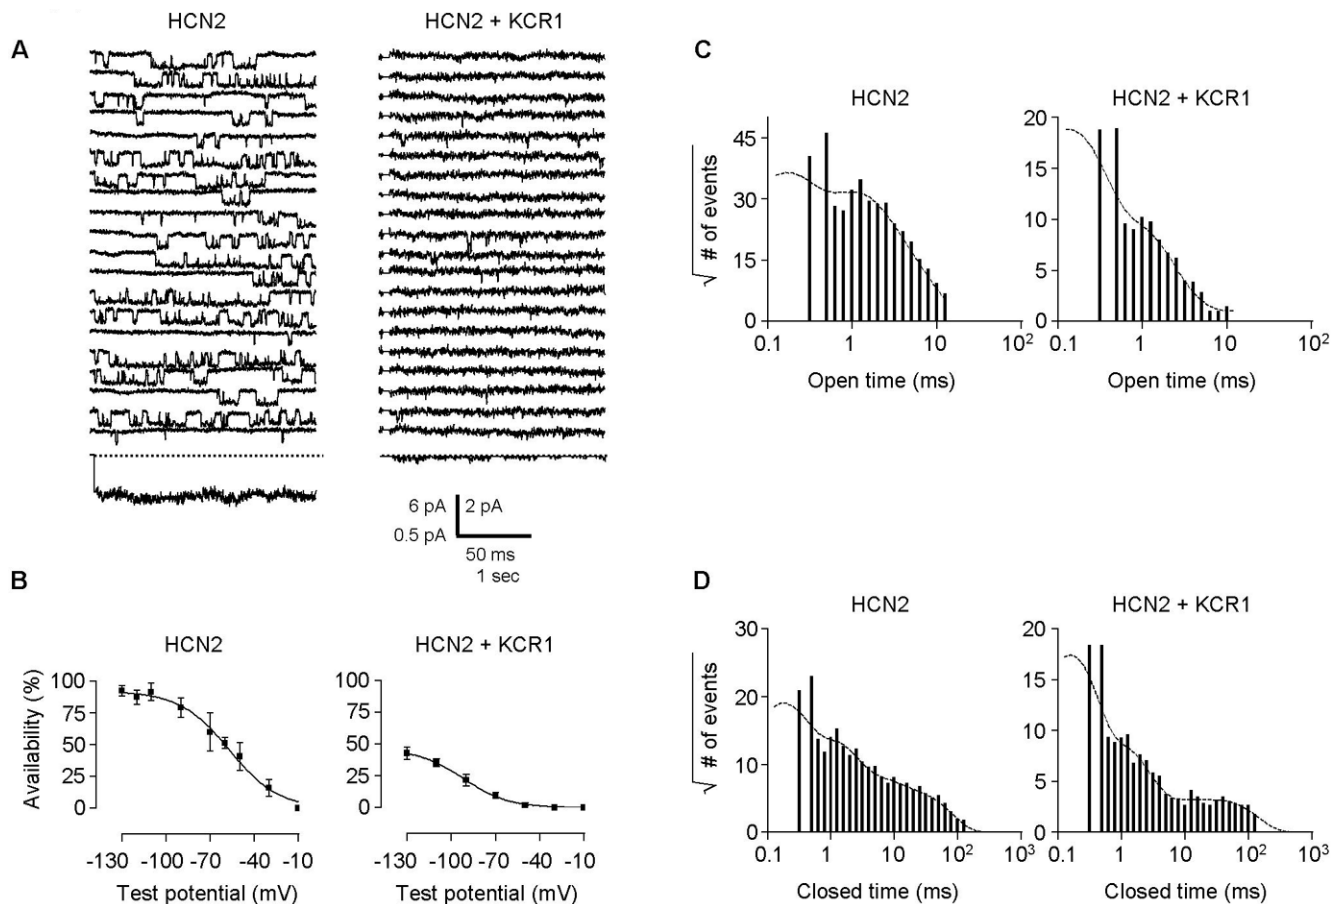 A
HCN2
HCN2 + KCR1
6 pA
2 pA
0.5 pA
50 ms
1 sec
B
HCN2
HCN2 + KCR1
Availability (%)
100
75
50
25
0
100
75
50
25
0
-130 -100 -70 -40 -10
-130 -100 -70 -40 -10
Test potential (mV)
Test potential (mV)
C
HCN2
HCN2 + KCR1
√ # of events
45
30
15
0
20
15
10
5
0
0.1 1 10 10²
0.1 1 10 10²
Open time (ms)
Open time (ms)
D
HCN2
HCN2 + KCR1
√ # of events
30
20
10
0
20
15
10
5
0
0.1 1 10 10² 10³
0.1 1 10 10² 10³
Closed time (ms)
Closed time (ms)